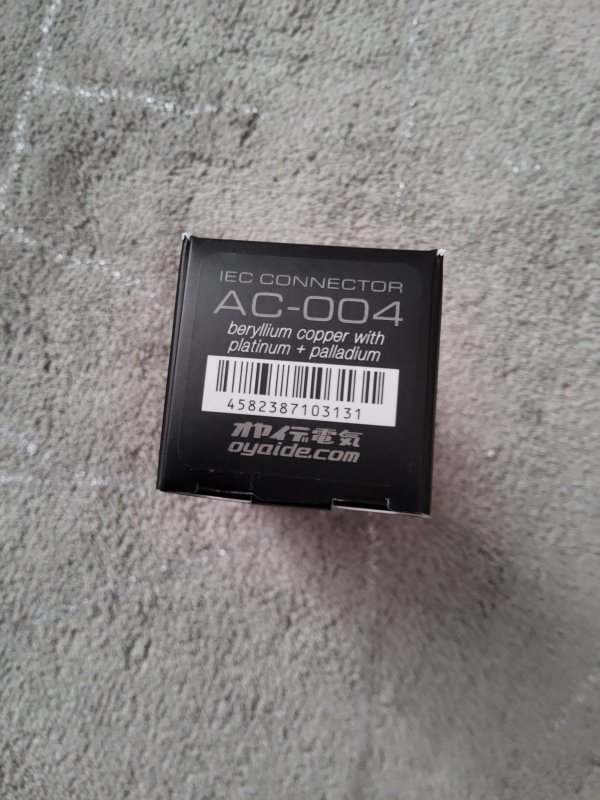 IEC CONNECTOR
AC-004
beryllium copper with
platinum + palladium
4582387103131
オヤイデ電気
oyaide.com